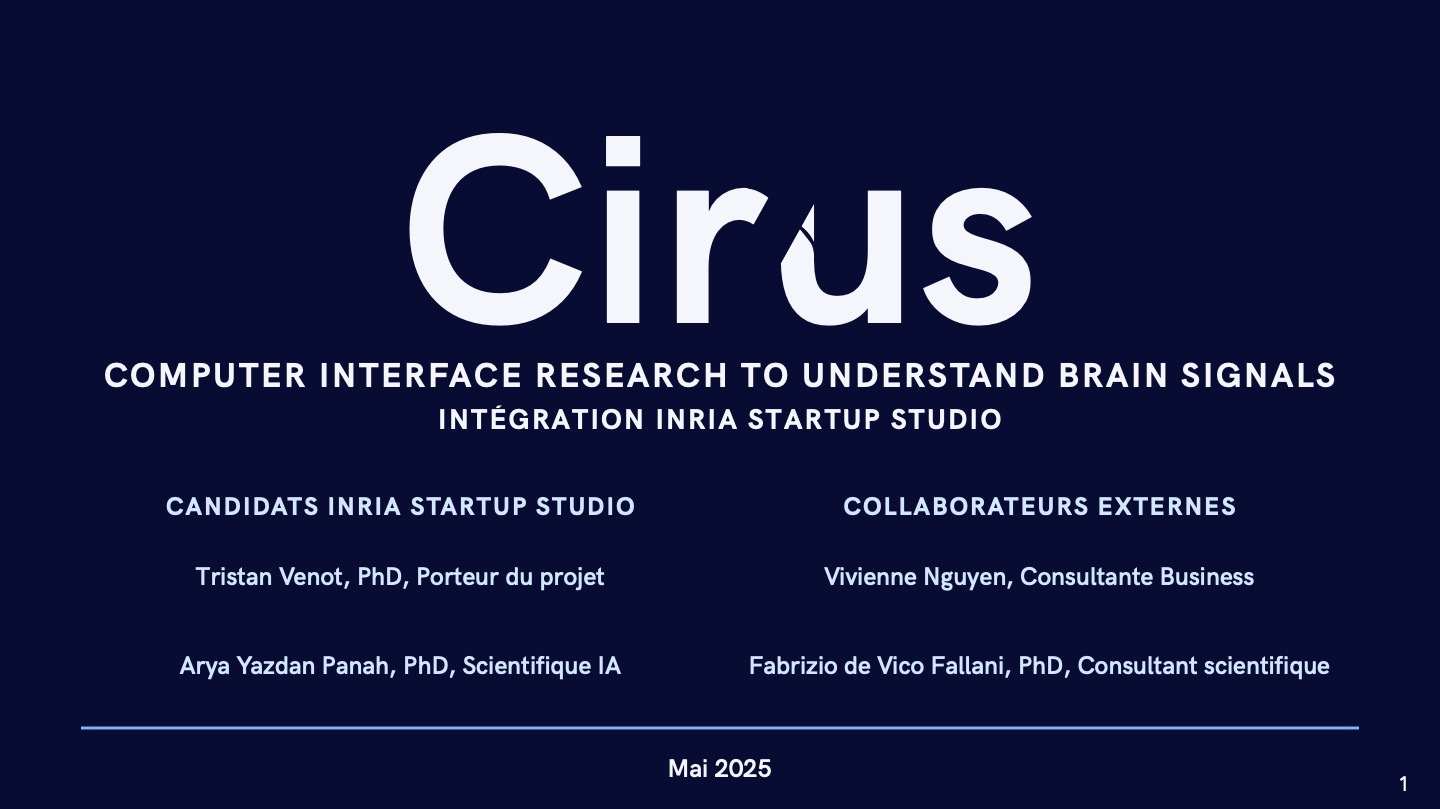 Cirus
COMPUTER INTERFACE RESEARCH TO UNDERSTAND BRAIN SIGNALS
INTÉGRATION INRIA STARTUP STUDIO
CANDIDATS INRIA STARTUP STUDIO
Tristan Venot, PhD, Porteur du projet
Arya Yazdan Panah, PhD, Scientifique IA
COLLABORATEURS EXTERNES
Vivienne Nguyen, Consultante Business
Fabrizio de Vico Fallani, PhD, Consultant scientifique
Mai 2025
1